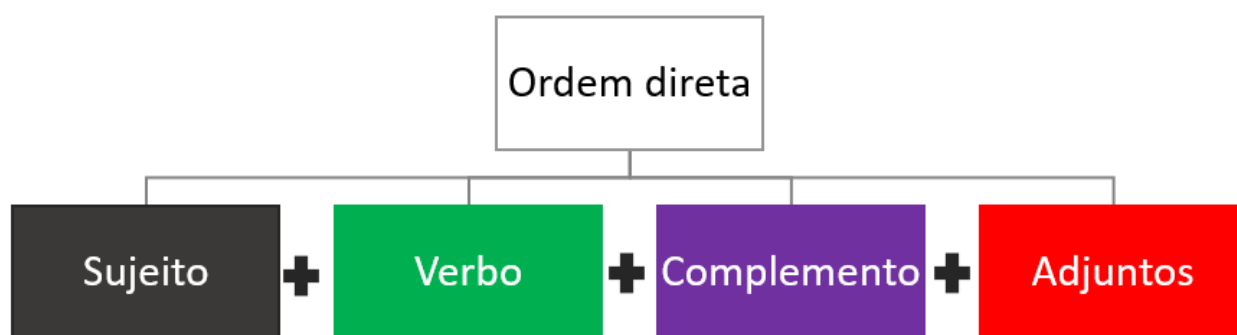 Ordem direta
Sujeito + Verbo + Complemento + Adjuntos